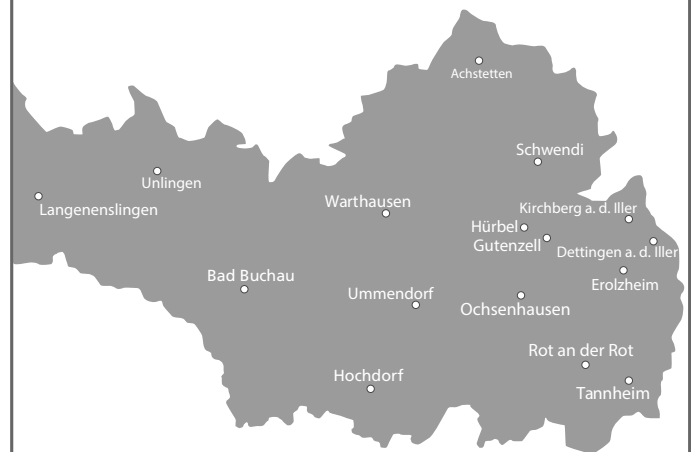 Achstetten
Schwendi
Unlingen
Langenenslingen
Warthausen
Kirchberg a. d. Iller
Hürbel
Gutenzell
Dettingen a. d. Iller
Bad Buchau
Erolzheim
Ummendorf
Ochsenhausen
Rot an der Rot
Hochdorf
Tannheim